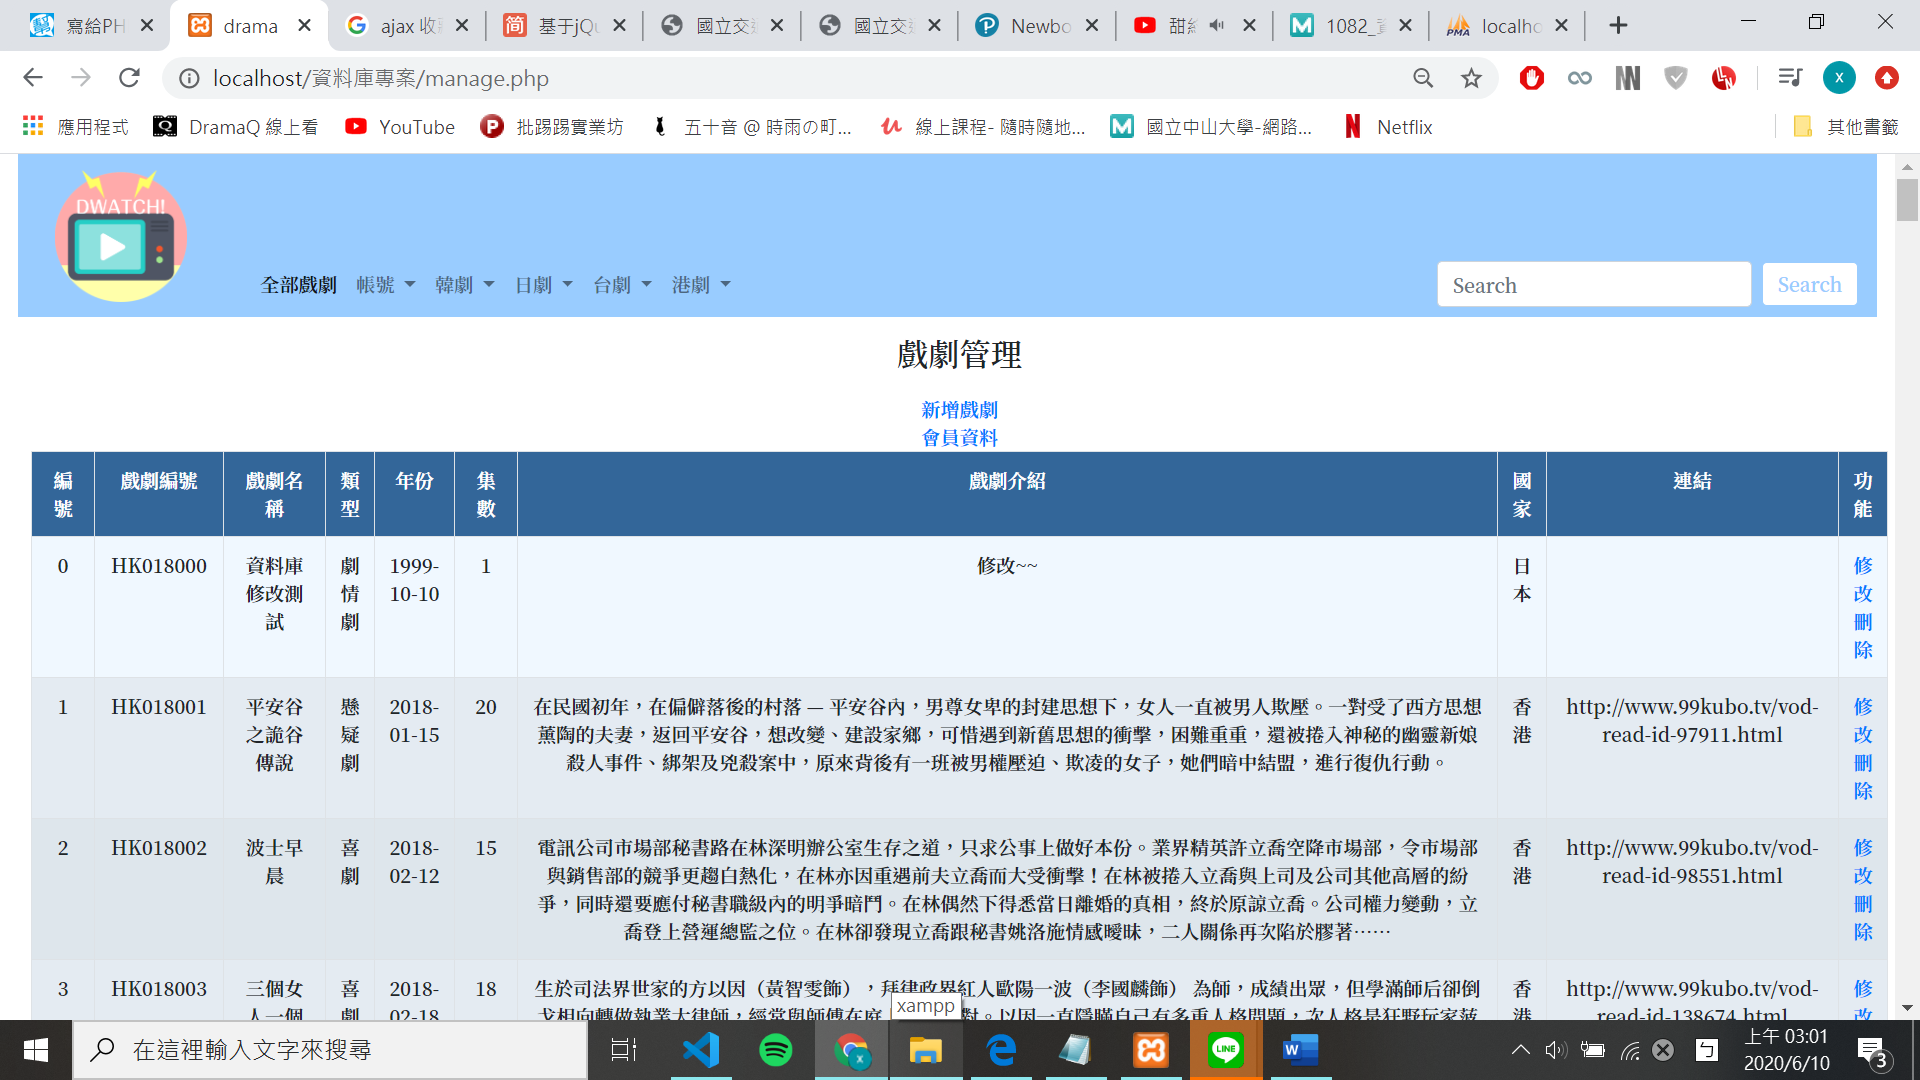 寫給PH
drama
ajax 收
基于jQu
國立交
國立交
Newbo
甜
1082_
localho
localhost/資料庫專案/manage.php
應用程式
DramaQ 線上看
YouTube
批踢踢實業坊
五十音 @ 時雨の町...
線上課程- 隨時隨地...
國立中山大學-網路...
Netflix
其他書籤
DWATCH!
全部戲劇 帳號 韓劇 日劇 台劇 港劇
Search
Search
戲劇管理
新增戲劇
會員資料
編號 戲劇編號 戲劇名稱 類型 年份 集數 戲劇介紹 國家 連結 功能
0 HK018000 資料庫修改測試 劇情劇 1999-10-10 1 修改~~ 日本 修改刪除
1 HK018001 平安谷之詭谷傳說 懸疑劇 2018-01-15 20
在民國初年，在偏僻落後的村落 — 平安谷內，男尊女卑的封建思想下，女人一直被男人欺壓。一對受了西方思想
薰陶的夫妻，返回平安谷，想改變、建設家鄉，可惜遇到新舊思想的衝擊，困難重重，還被捲入神秘的幽靈新娘
殺人事件、綁架及兇殺案中，原來背後有一班被男權壓迫、欺凌的女子，她們暗中結盟，進行復仇行動。
香港
http://www.99kubo.tv/vod-
read-id-97911.html
修改刪除
2 HK018002 波士早晨 喜劇 2018-02-12 15
電訊公司市場部秘書路在林深明辦公室生存之道，只求公事上做好本份。業界精英許立喬空降市場部，令市場部
與銷售部的競爭更趨白熱化，在林亦因重遇前夫立喬而大受衝擊！在林被捲入立喬與上司及公司其他高層的紛
爭，同時還要應付秘書職級內的明爭暗鬥。在林偶然下得悉當日離婚的真相，終於原諒立喬。公司權力變動，立
喬登上營運總監之位。在林卻發現立喬跟秘書姚洛施情感曖昧，二人關係再次陷於膠著⋯⋯
香港
http://www.99kubo.tv/vod-
read-id-98551.html
修改刪除
3 HK018003 三個女人一個 喜劇 2018-02-18 18
生於司法界世家的方以因（黃智雯飾），拜律政界紅人歐陽一波（李國麟飾） 為師，成績出眾，但學滿師后卻倒
戈相向轉做執業大律師，經常與師傅在庭 對。以因一直隱瞞自己有多重人格問題，次人格是狂野玩家
香港
http://www.99kubo.tv/vod-
read-id-138674.html
修改
xampp
在這裡輸入文字來搜尋
LINE
上午 03:01
2020/6/10
3